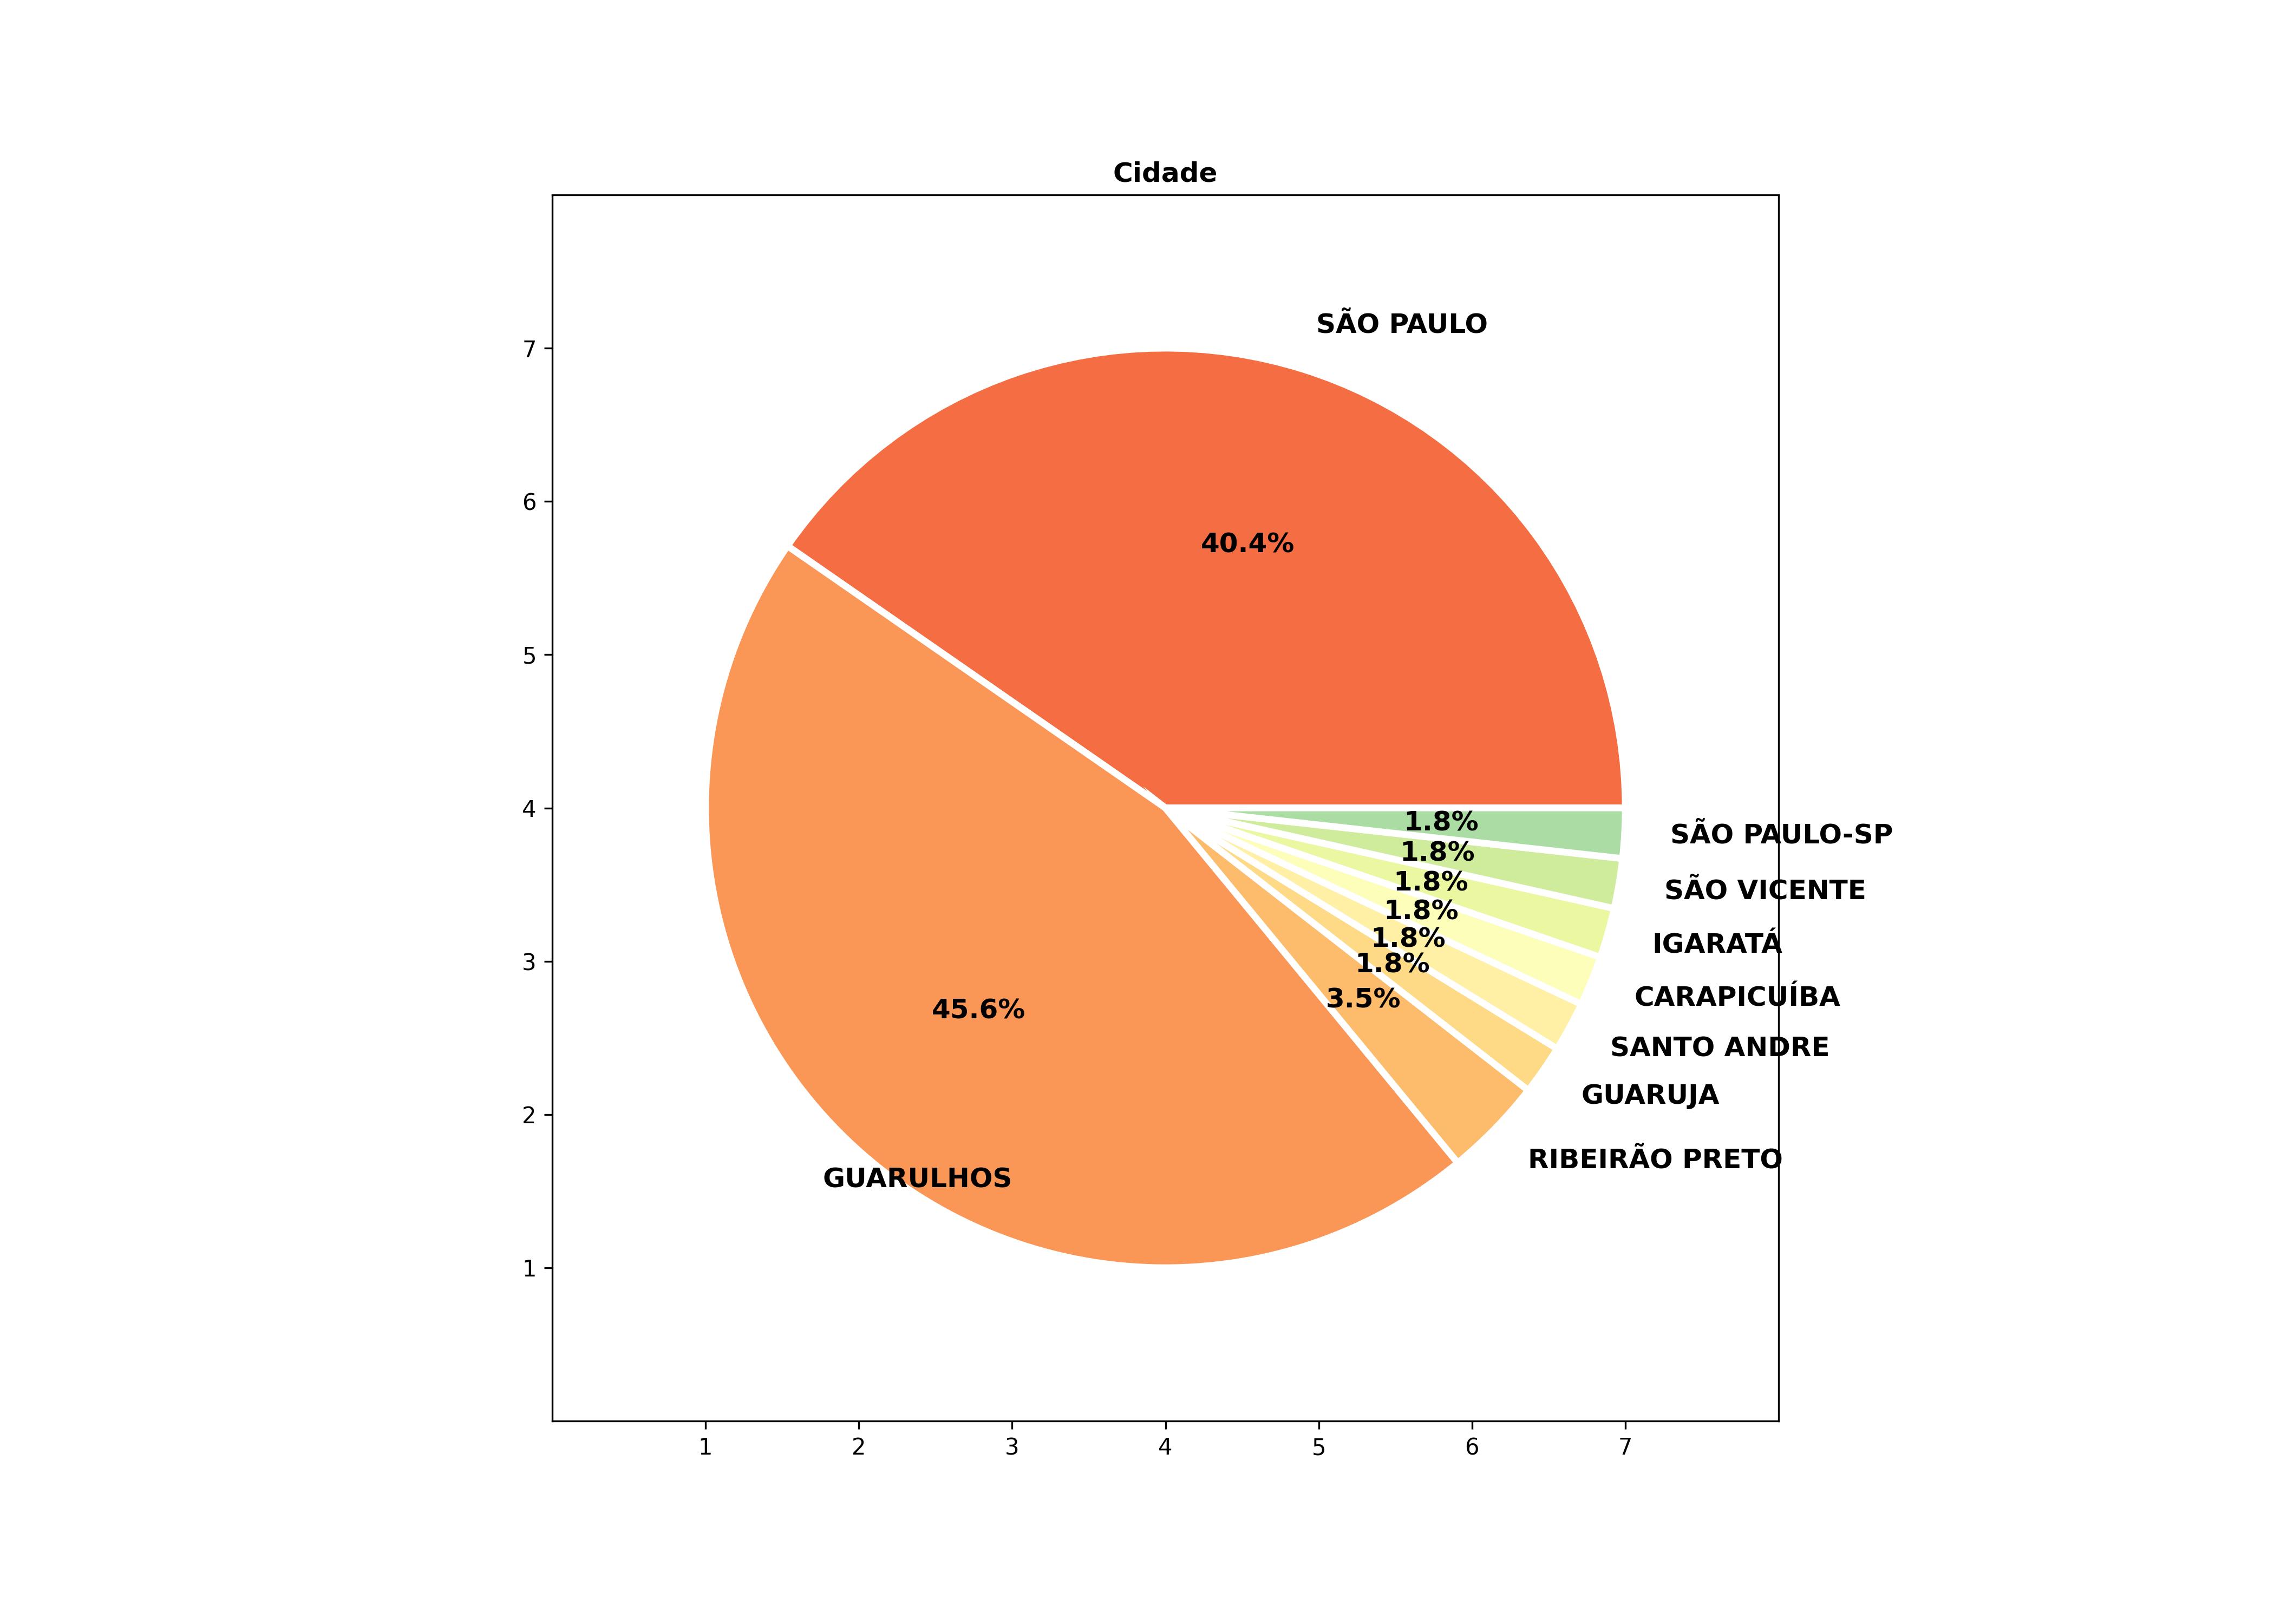 Cidade
SÃO PAULO
7
6
40.4%
5
4
1.8%
SÃO PAULO-SP
1.8%
1.8%
SÃO VICENTE
1.8%
1.8%
IGARATÁ
3
1.8%
3.5%
CARAPICUÍBA
45.6%
SANTO ANDRE
GUARUJA
2
RIBEIRÃO PRETO
GUARULHOS
1
1 2 3 4 5 6 7